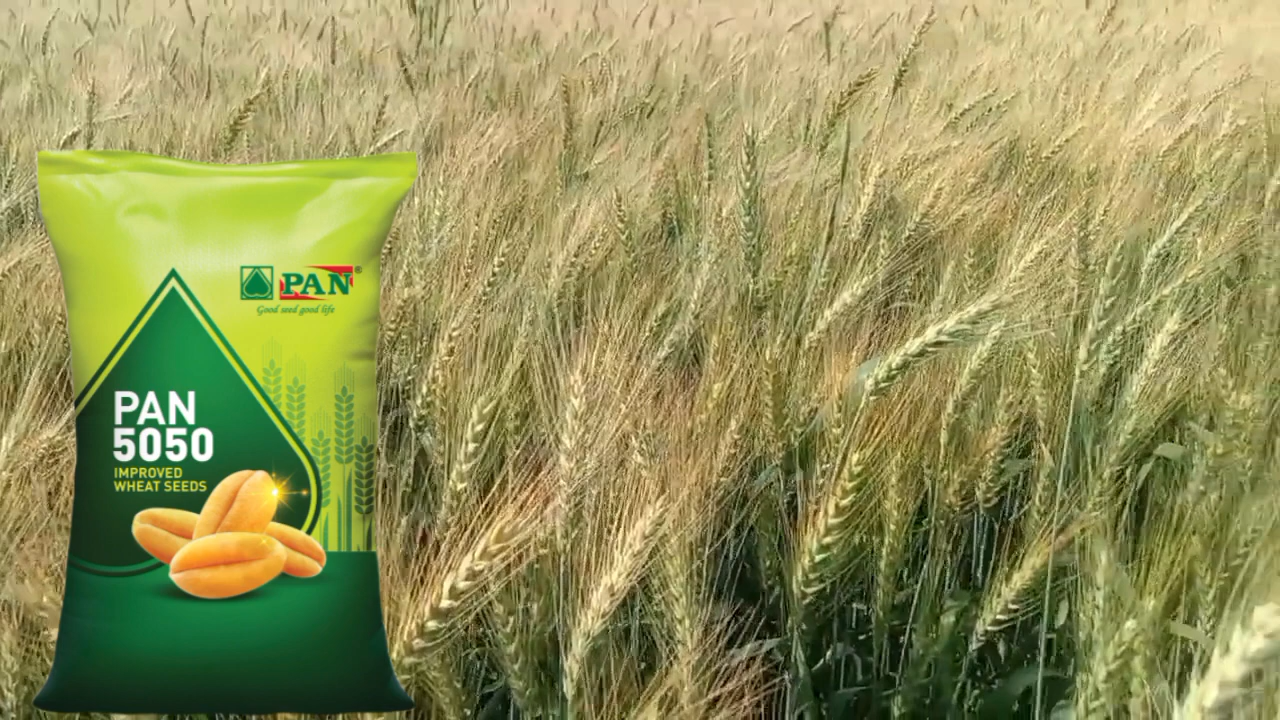 PAN®
Good seed good life
PAN
5050
IMPROVED
WHEAT SEEDS